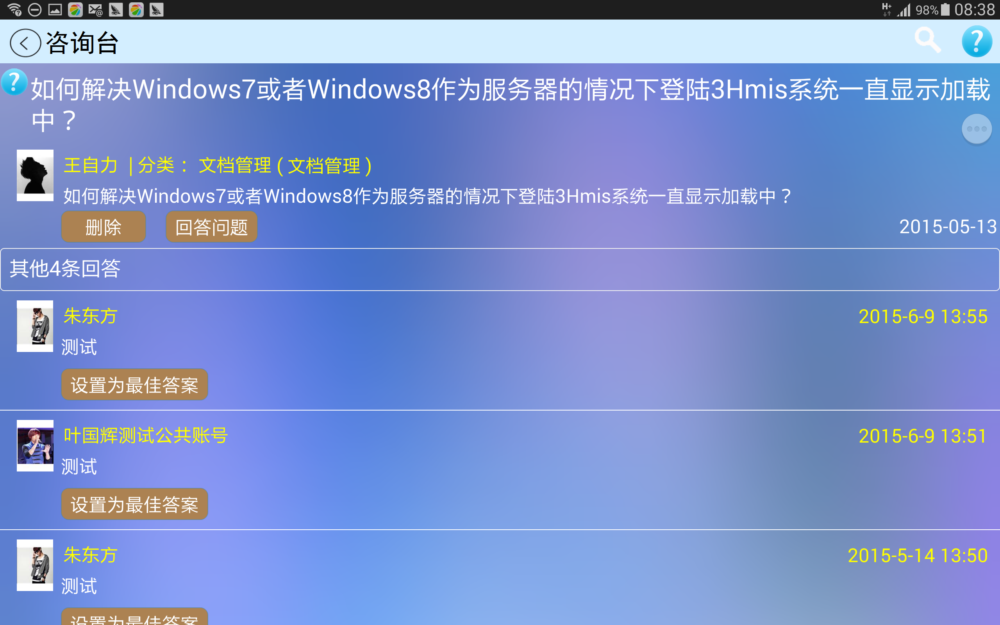 H+ 98% 08:38
咨询台
如何解决Windows7或者Windows8作为服务器的情况下登陆3Hmis系统一直显示加载
中？
王自力 | 分类： 文档管理 ( 文档管理 )
如何解决Windows7或者Windows8作为服务器的情况下登陆3Hmis系统一直显示加载中？
删除 回答问题 2015-05-13
其他4条回答
朱东方 2015-6-9 13:55
测试
设置为最佳答案
叶国辉测试公共账号 2015-6-9 13:51
测试
设置为最佳答案
朱东方 2015-5-14 13:50
测试
设置为最佳答案